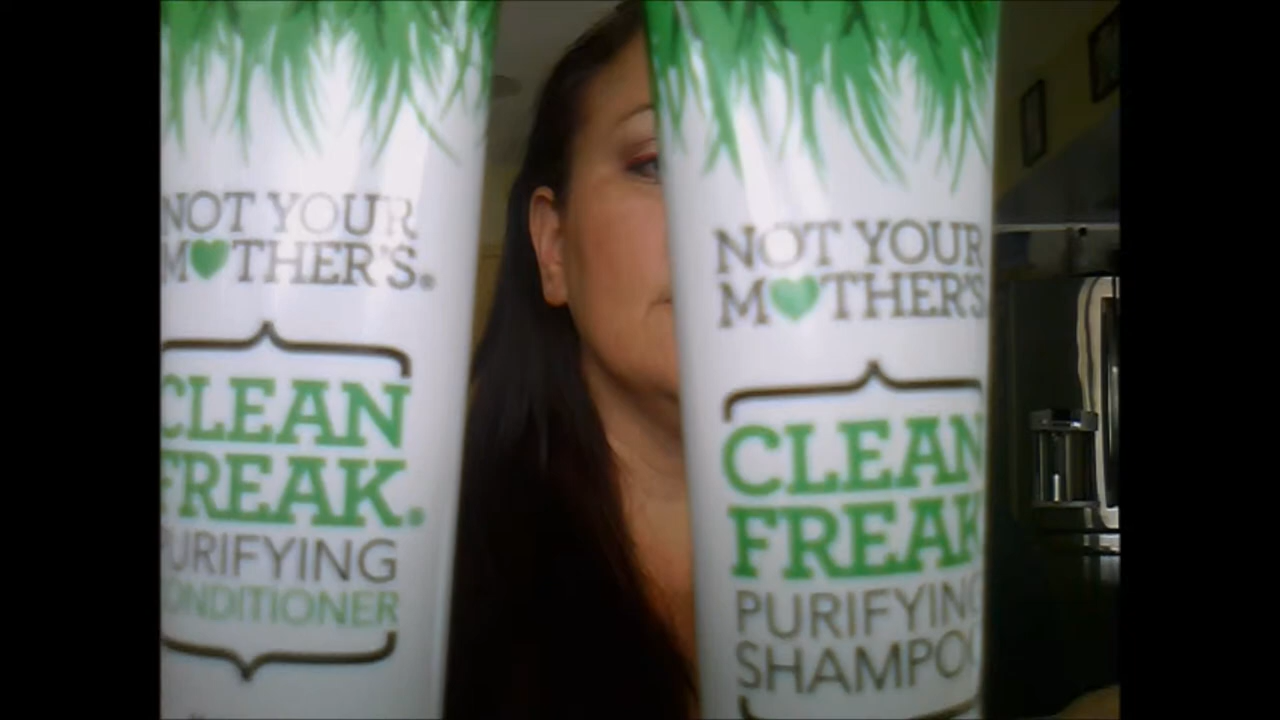 NOT YOUR
M♥THER'S®
CLEAN
FREAK®
PURIFYING
CONDITIONER
NOT YOUR
M♥THER'S
CLEAN
FREAK
PURIFYING
SHAMPOO